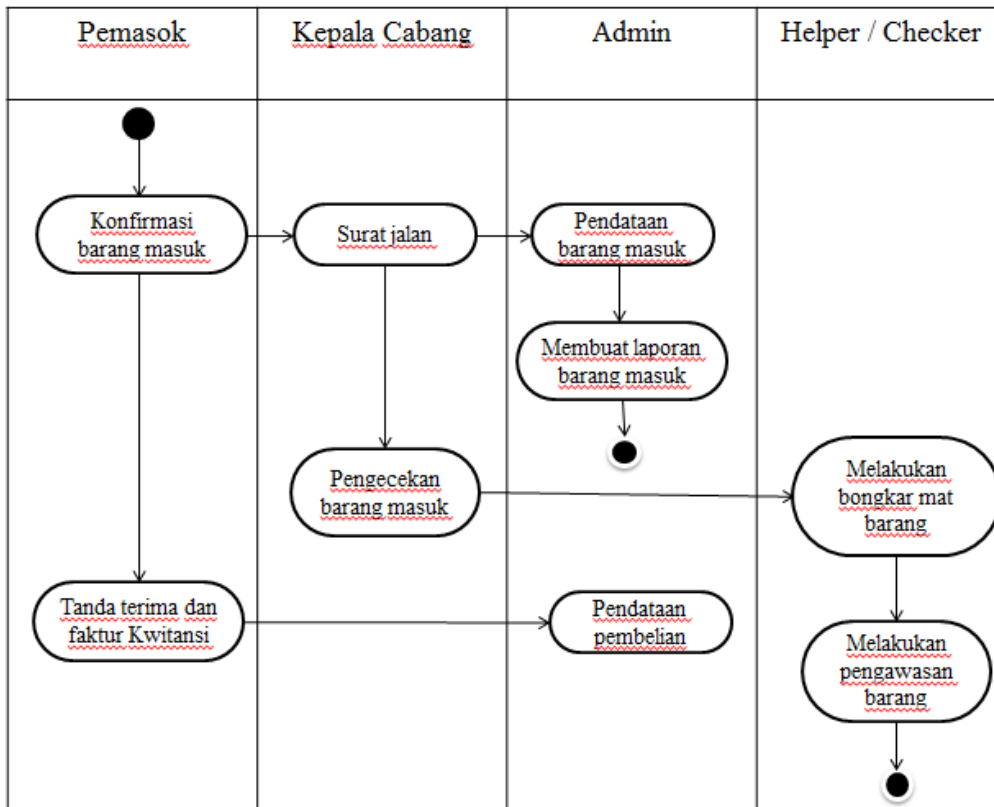 Pemasok
Kepala Cabang
Admin
Helper / Checker
Konfirmasi
barang masuk
Surat jalan
Pendataan
barang masuk
Membuat laporan
barang masuk
Pengecekan
barang masuk
Melakukan
bongkar mat
barang
Tanda terima dan
faktur Kwitansi
Pendataan
pembelian
Melakukan
pengawasan
barang